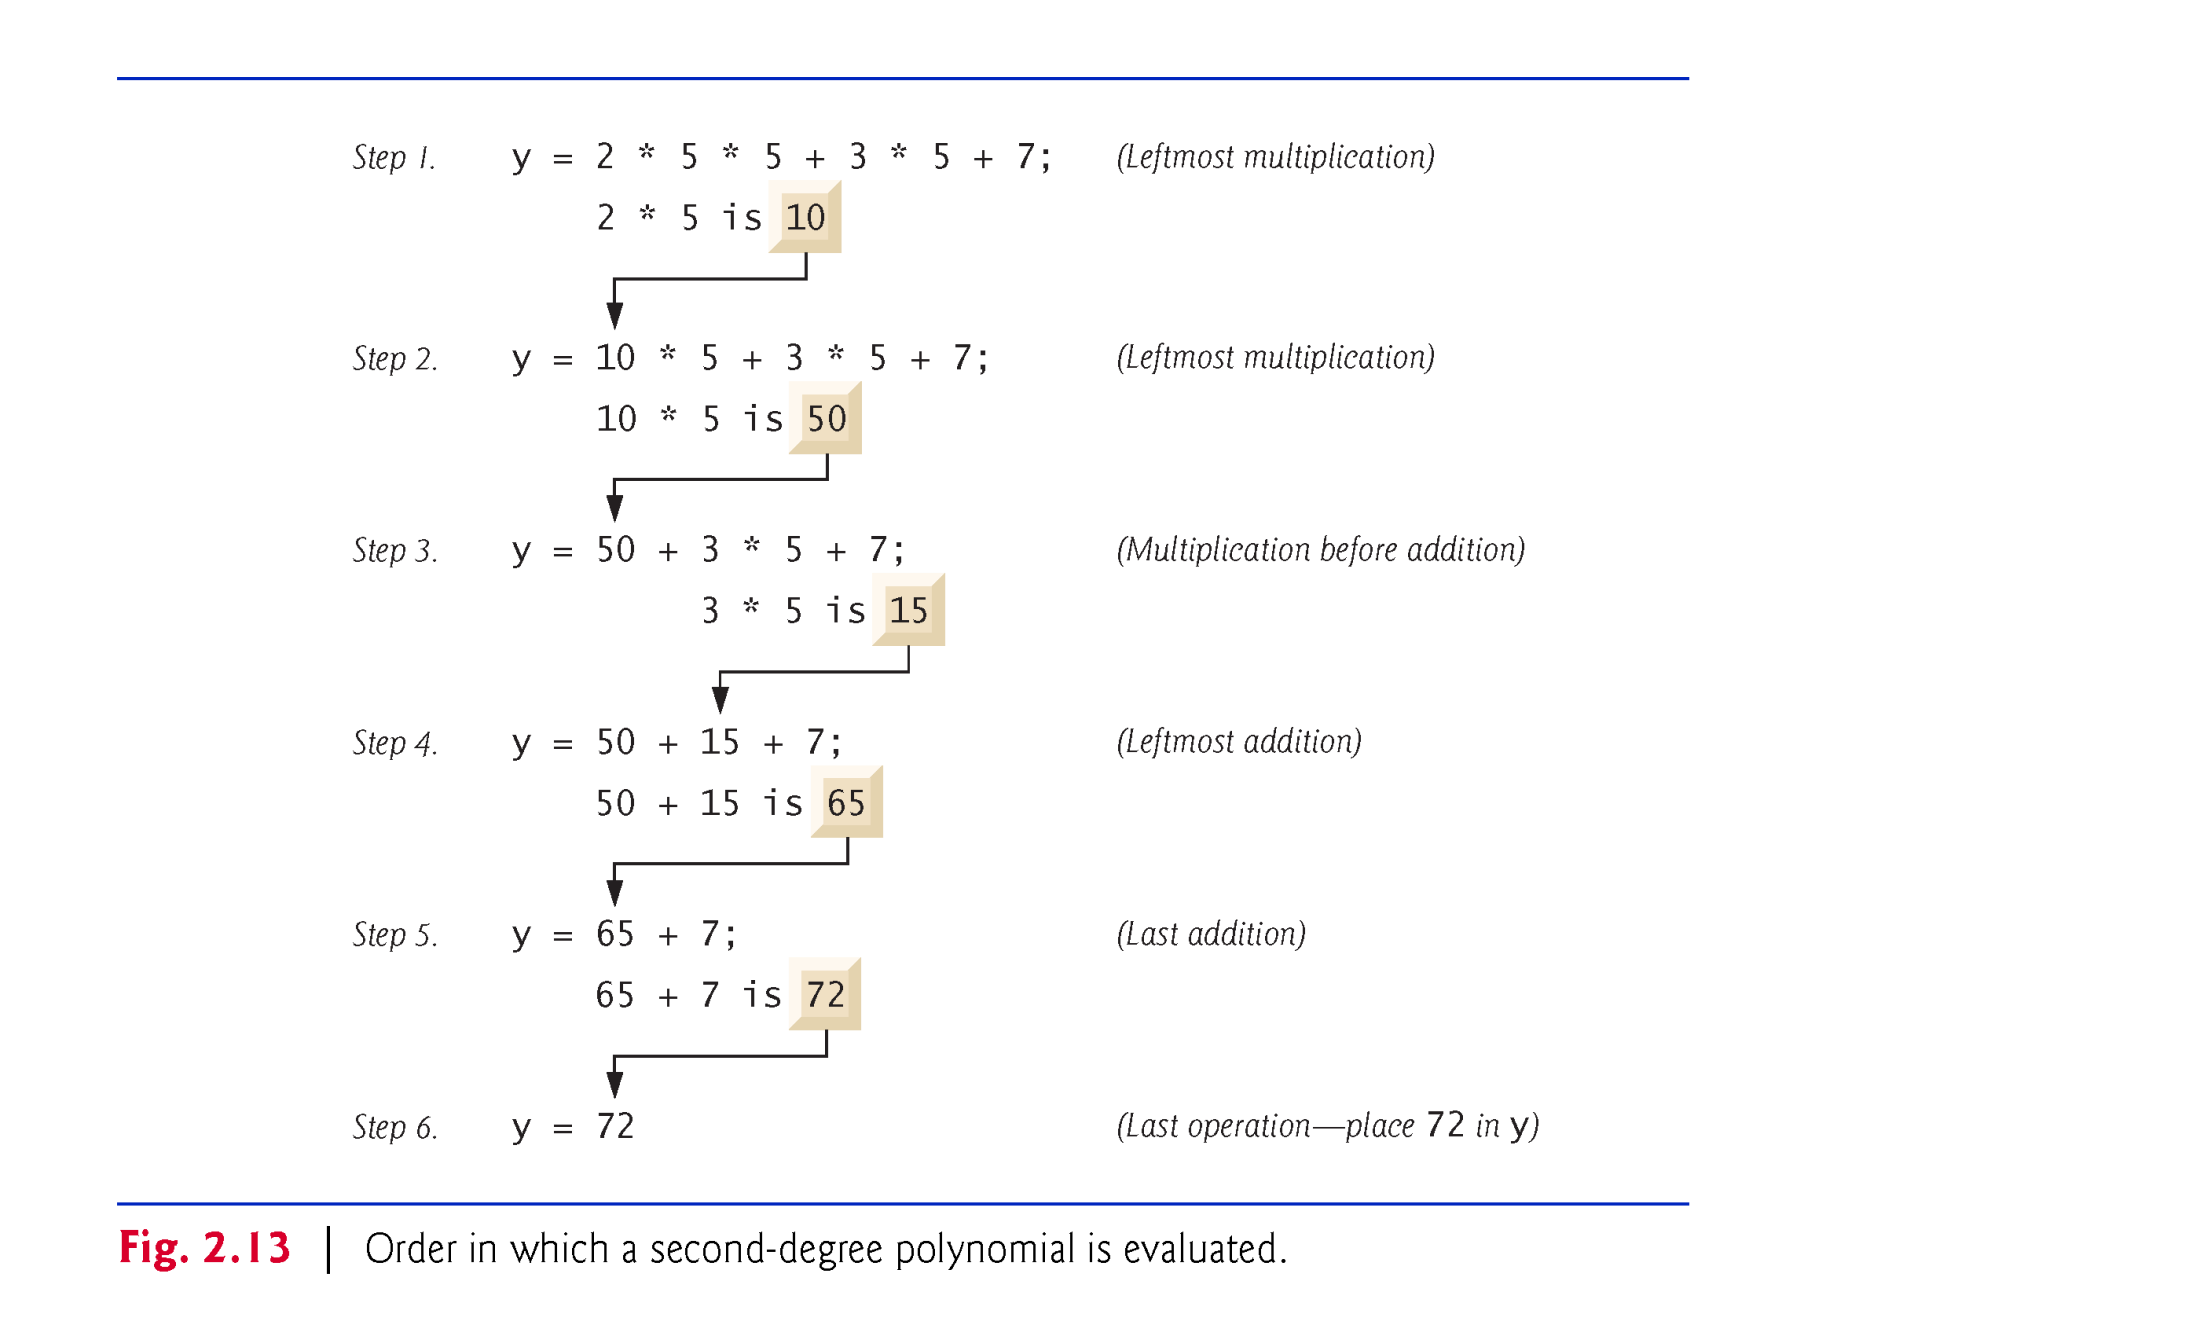 Step 1. y = 2 * 5 * 5 + 3 * 5 + 7; (Leftmost multiplication)
2 * 5 is 10
Step 2. y = 10 * 5 + 3 * 5 + 7; (Leftmost multiplication)
10 * 5 is 50
Step 3. y = 50 + 3 * 5 + 7; (Multiplication before addition)
3 * 5 is 15
Step 4. y = 50 + 15 + 7; (Leftmost addition)
50 + 15 is 65
Step 5. y = 65 + 7; (Last addition)
65 + 7 is 72
Step 6. y = 72 (Last operation—place 72 in y)
Fig. 2.13 | Order in which a second-degree polynomial is evaluated.